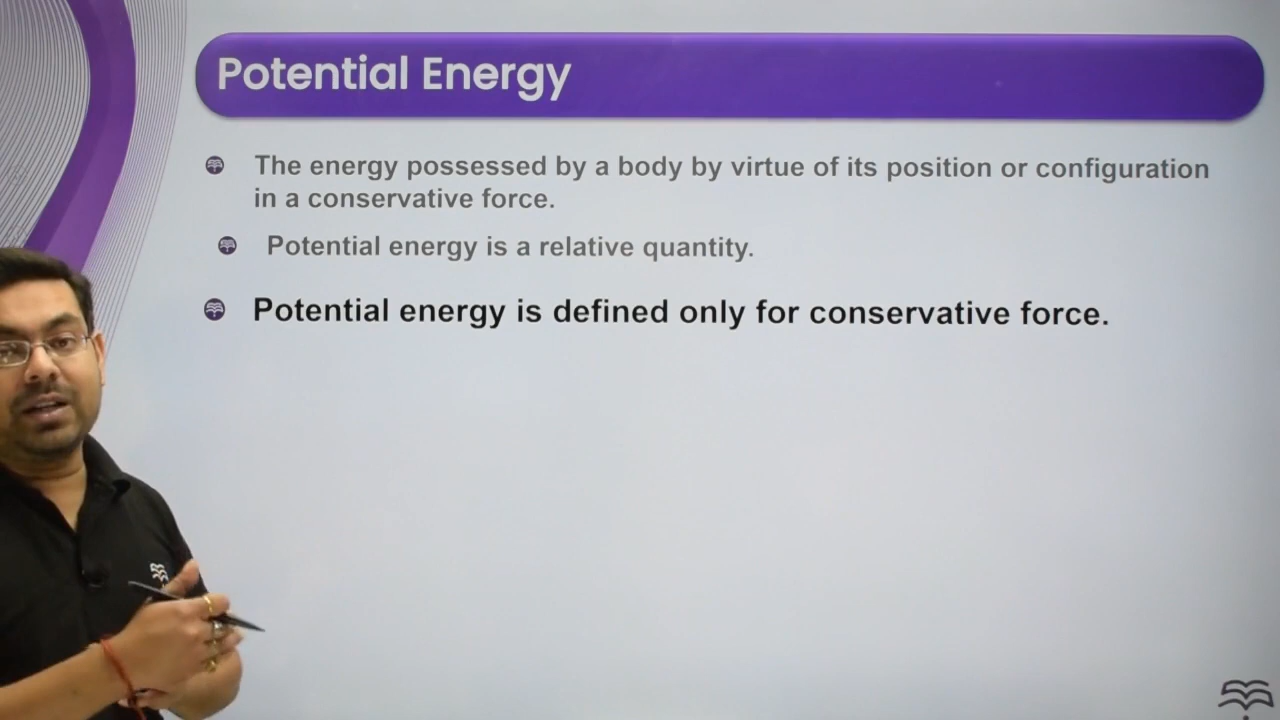 Potential Energy
The energy possessed by a body by virtue of its position or configuration
in a conservative force.
Potential energy is a relative quantity.
Potential energy is defined only for conservative force.